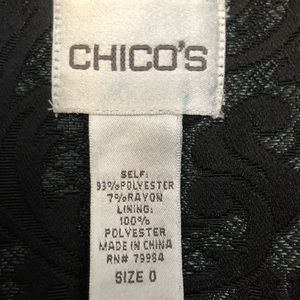 CHICO'S
SELF:
93%POLYESTER
7%RAYON
LINING:
100%
POLYESTER
MADE IN CHINA
RN# 79984
SIZE 0